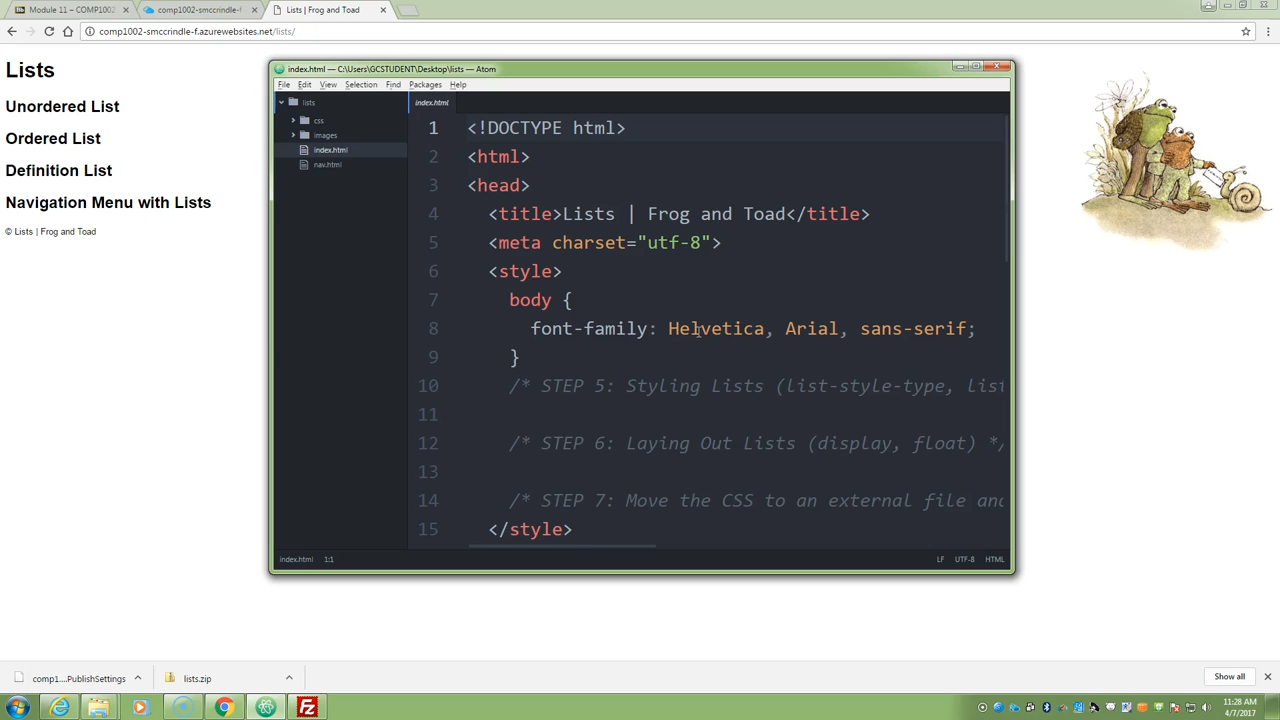 Module 11 – COMP1002
comp1002-smccrindle-f
Lists | Frog and Toad
comp1002-smccrindle-f.azurewebsites.net/lists/
Lists
Unordered List
Ordered List
Definition List
Navigation Menu with Lists
© Lists | Frog and Toad
index.html — C:\Users\GCSTUDENT\Desktop\lists — Atom
File Edit View Selection Find Packages Help
lists
css
images
index.html
nav.html
index.html
1 <!DOCTYPE html>
2 <html>
3 <head>
4 <title>Lists | Frog and Toad</title>
5 <meta charset="utf-8">
6 <style>
7 body {
8 font-family: Helvetica, Arial, sans-serif;
9 }
10 /* STEP 5: Styling Lists (list-style-type, lis
11
12 /* STEP 6: Laying Out Lists (display, float) */
13
14 /* STEP 7: Move the CSS to an external file and
15 </style>
index.html 1:1 LF UTF-8 HTML
comp1....PublishSettings
lists.zip
Show all
11:28 AM
4/7/2017